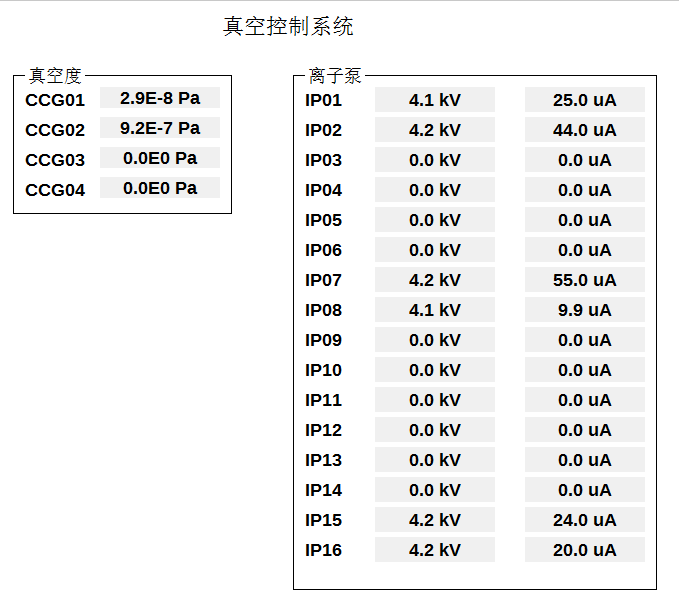 真空控制系统
真空度
CCG01 2.9E-8 Pa
CCG02 9.2E-7 Pa
CCG03 0.0E0 Pa
CCG04 0.0E0 Pa
离子泵
IP01 4.1 kV 25.0 uA
IP02 4.2 kV 44.0 uA
IP03 0.0 kV 0.0 uA
IP04 0.0 kV 0.0 uA
IP05 0.0 kV 0.0 uA
IP06 0.0 kV 0.0 uA
IP07 4.2 kV 55.0 uA
IP08 4.1 kV 9.9 uA
IP09 0.0 kV 0.0 uA
IP10 0.0 kV 0.0 uA
IP11 0.0 kV 0.0 uA
IP12 0.0 kV 0.0 uA
IP13 0.0 kV 0.0 uA
IP14 0.0 kV 0.0 uA
IP15 4.2 kV 24.0 uA
IP16 4.2 kV 20.0 uA